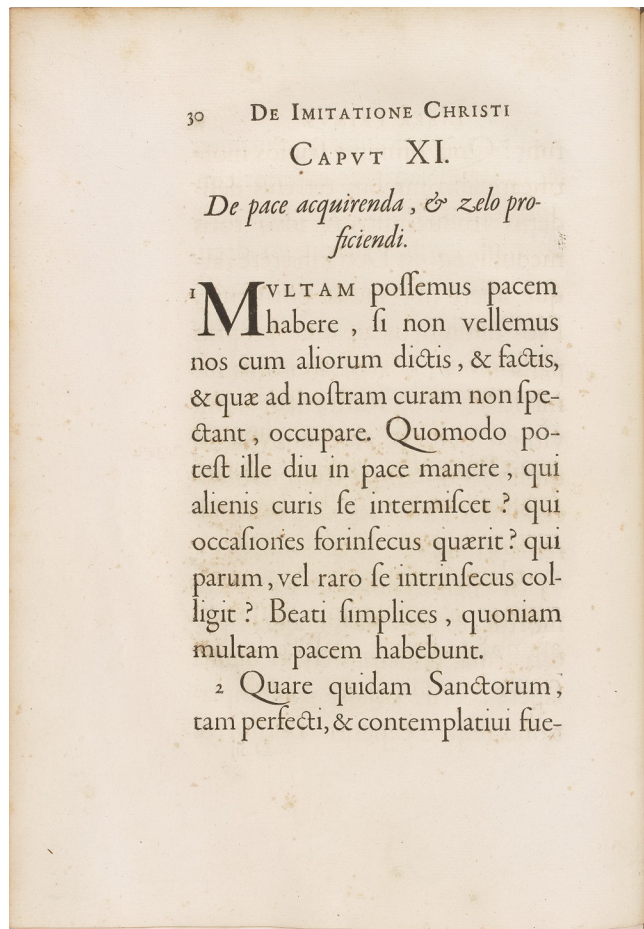 30 DE IMITATIONE CHRISTI
CAPVT XI.
De pace acquirenda, & zelo pro-
ficiendi.
1 MVLTAM poſſemus pacem
habere, ſi non vellemus
nos cum aliorum dictis, & factis,
& quæ ad noſtram curam non ſpe-
ctant, occupare. Quomodo po-
teſt ille diu in pace manere, qui
alienis curis ſe intermiſcet? qui
occaſiones forinſecus quærit? qui
parum, vel raro ſe intrinſecus col-
ligit? Beati ſimplices, quoniam
multam pacem habebunt.
2 Quare quidam Sanctorum,
tam perfecti, & contemplatiui fue-